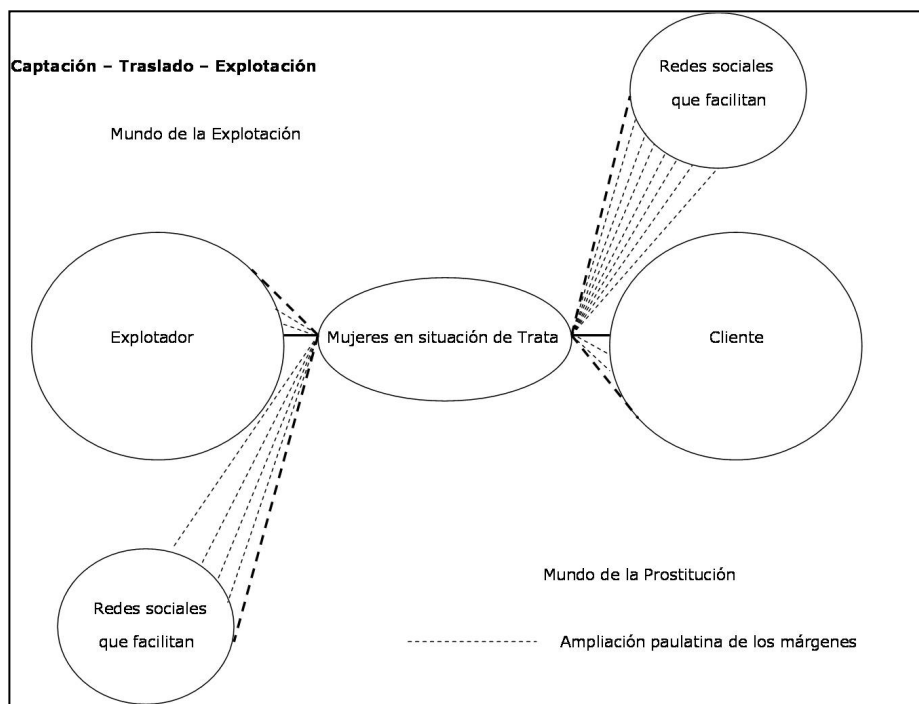 Captación – Traslado – Explotación
Redes sociales
que facilitan
Mundo de la Explotación
Explotador
Mujeres en situación de Trata
Cliente
Mundo de la Prostitución
Redes sociales
que facilitan
Ampliación paulatina de los márgenes